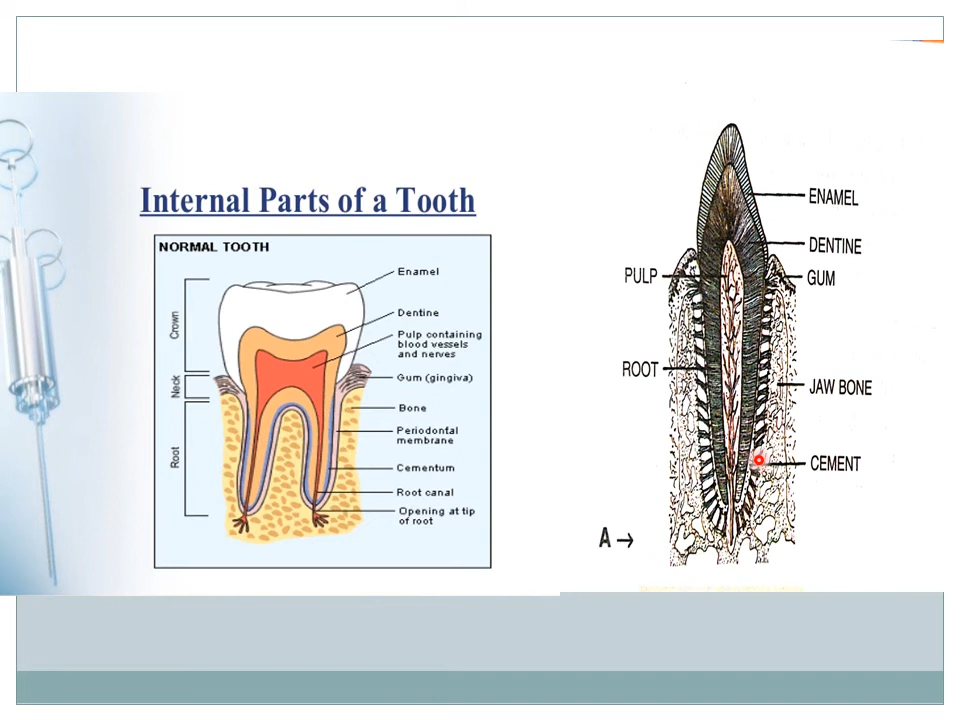 Internal Parts of a Tooth
NORMAL TOOTH
Crown
Neck
Root
Enamel
Dentine
Pulp containing
blood vessels
and nerves
Gum (gingiva)
Bone
Periodontal
membrane
Cementum
Root canal
Opening at tip
of root
ENAMEL
DENTINE
PULP
GUM
ROOT
JAW BONE
CEMENT
A →